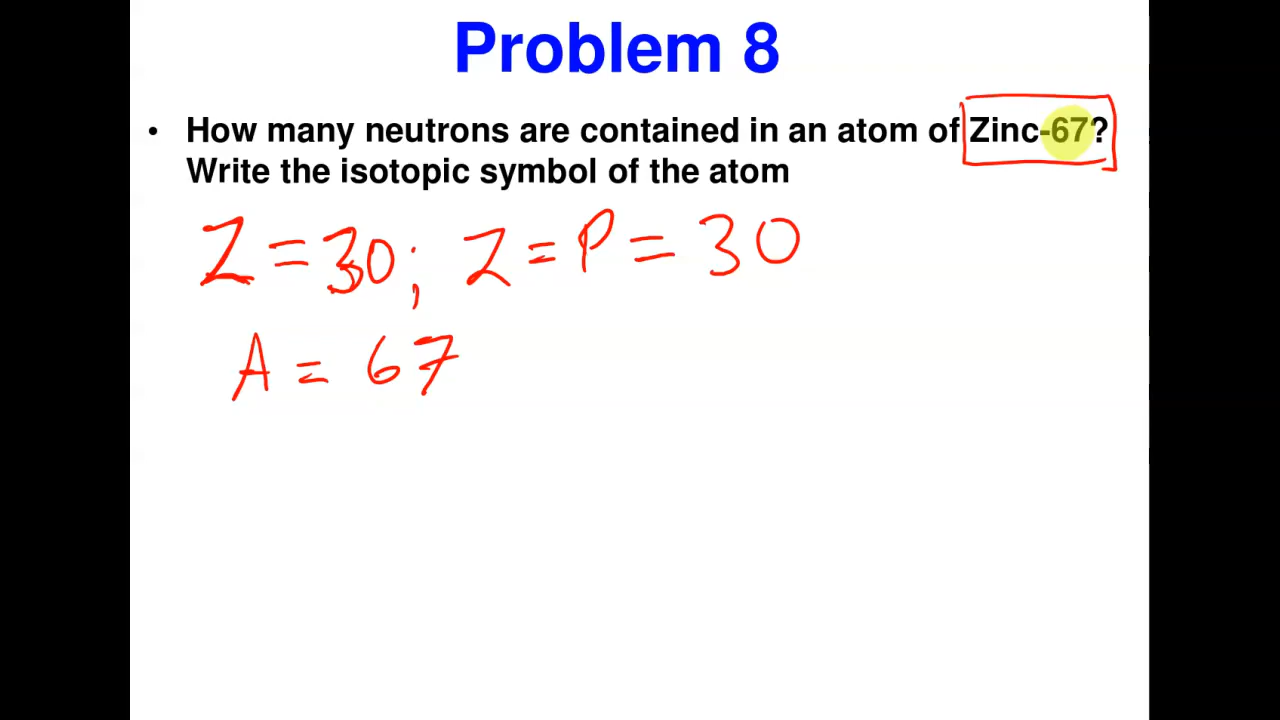 Problem 8
• How many neutrons are contained in an atom of Zinc-67?
Write the isotopic symbol of the atom
Z = 30; Z = P = 30
A = 67